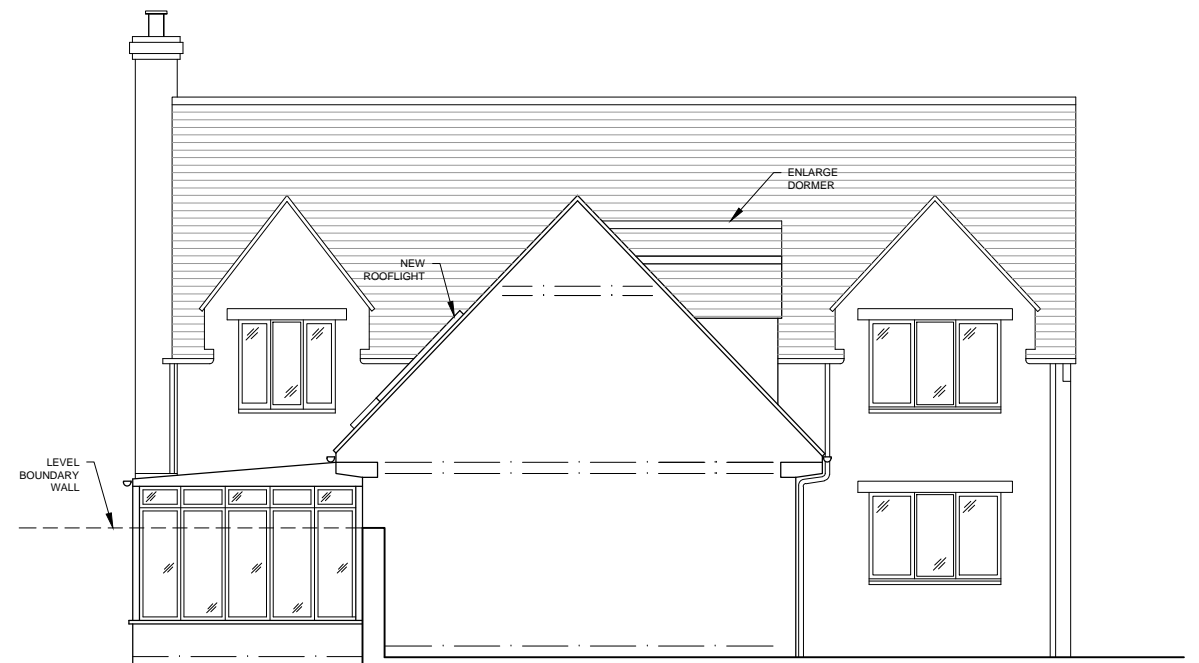 ENLARGE
DORMER
NEW
ROOFLIGHT
LEVEL
BOUNDARY
WALL